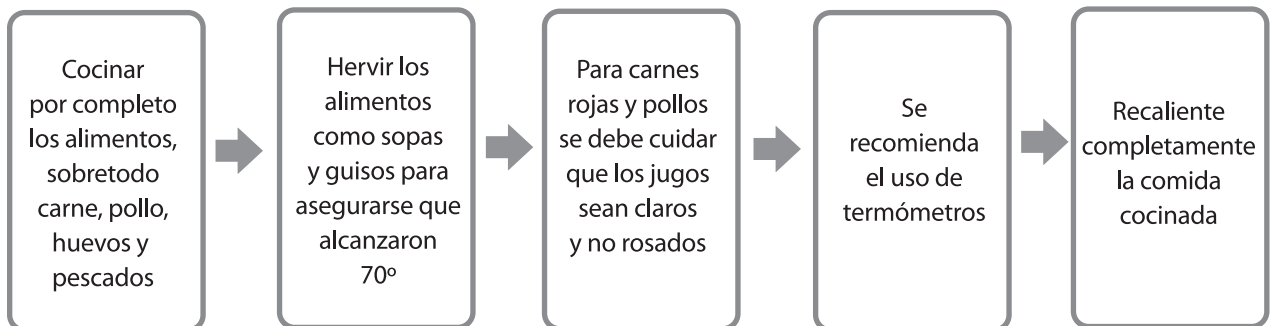 Cocinar
por completo
los alimentos,
sobretodo
carne, pollo,
huevos y
pescados
Hervir los
alimentos
como sopas
y guisos para
asegurarse que
alcanzaron
70º
Para carnes
rojas y pollos
se debe cuidar
que los jugos
sean claros
y no rosados
Se
recomienda
el uso de
termómetros
Recaliente
completamente
la comida
cocinada